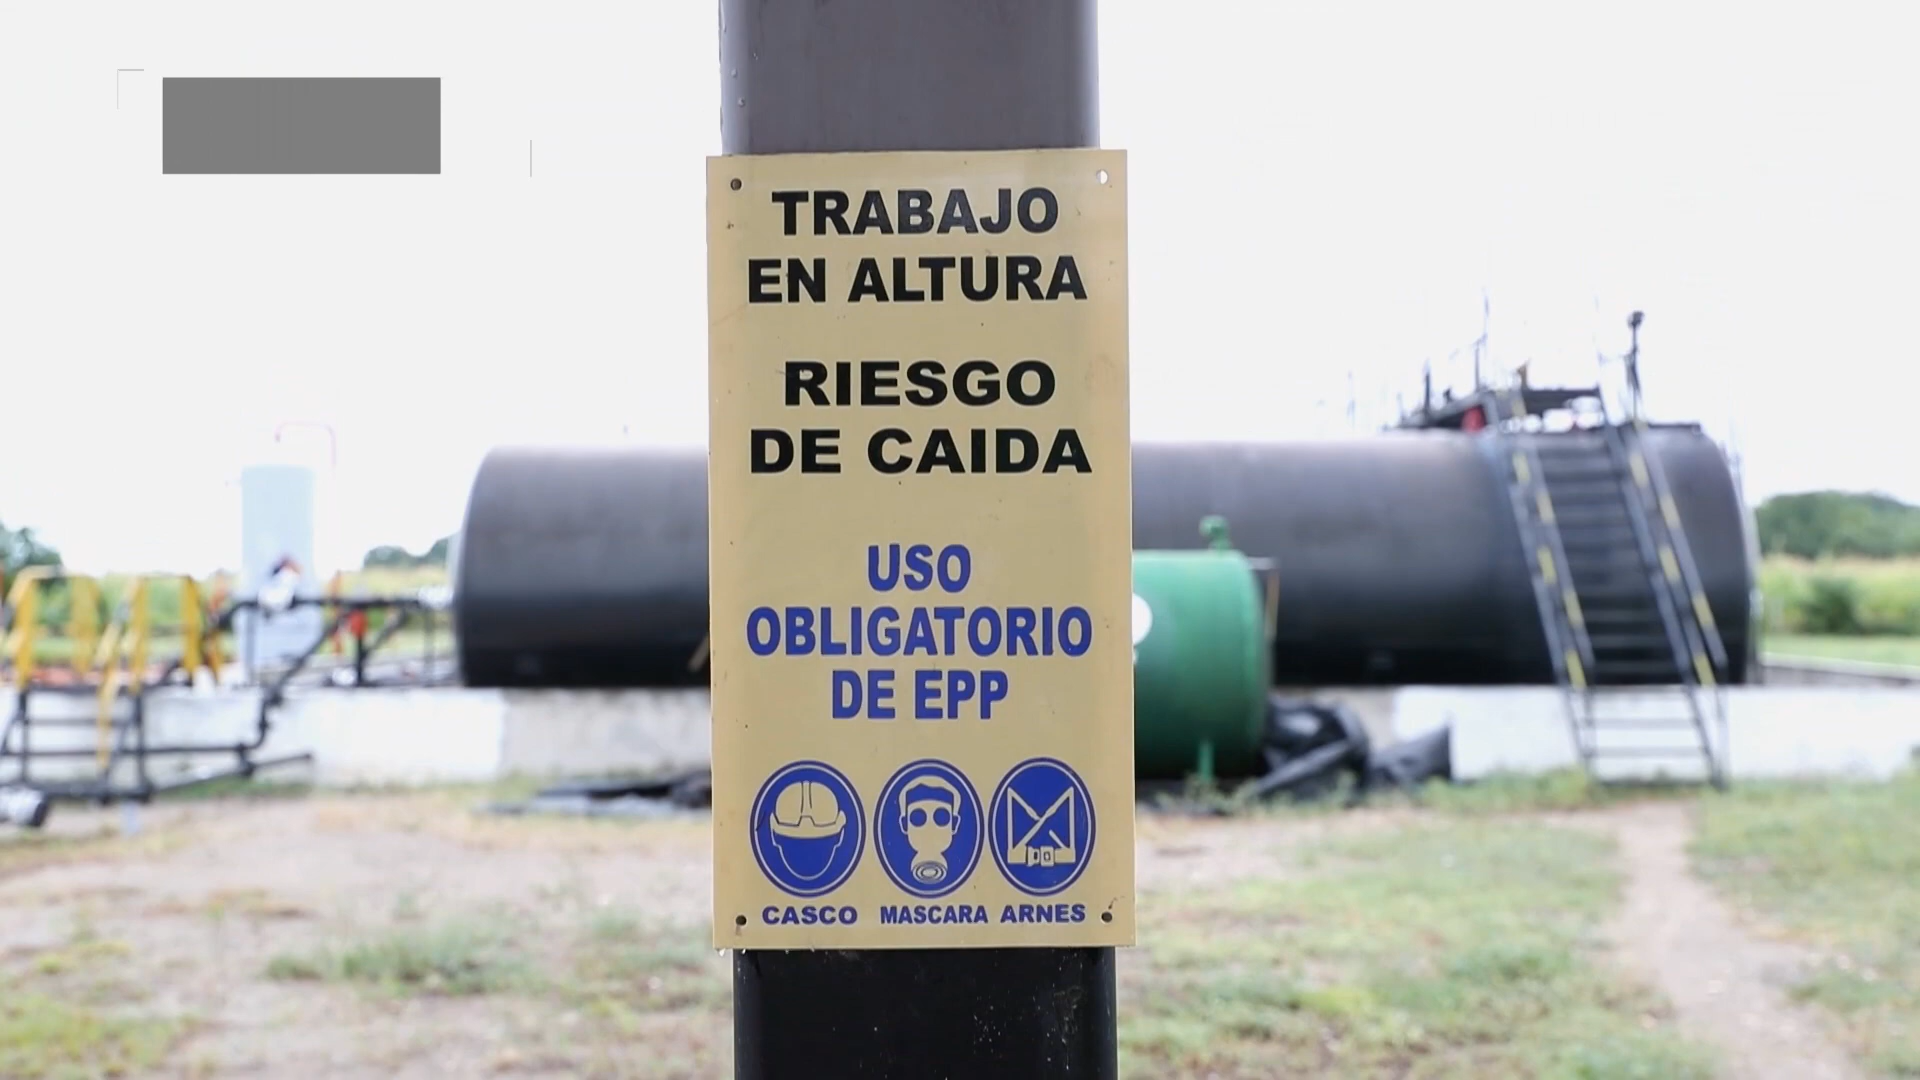 TRABAJO
EN ALTURA
RIESGO
DE CAIDA
USO
OBLIGATORIO
DE EPP
CASCO MASCARA ARNES